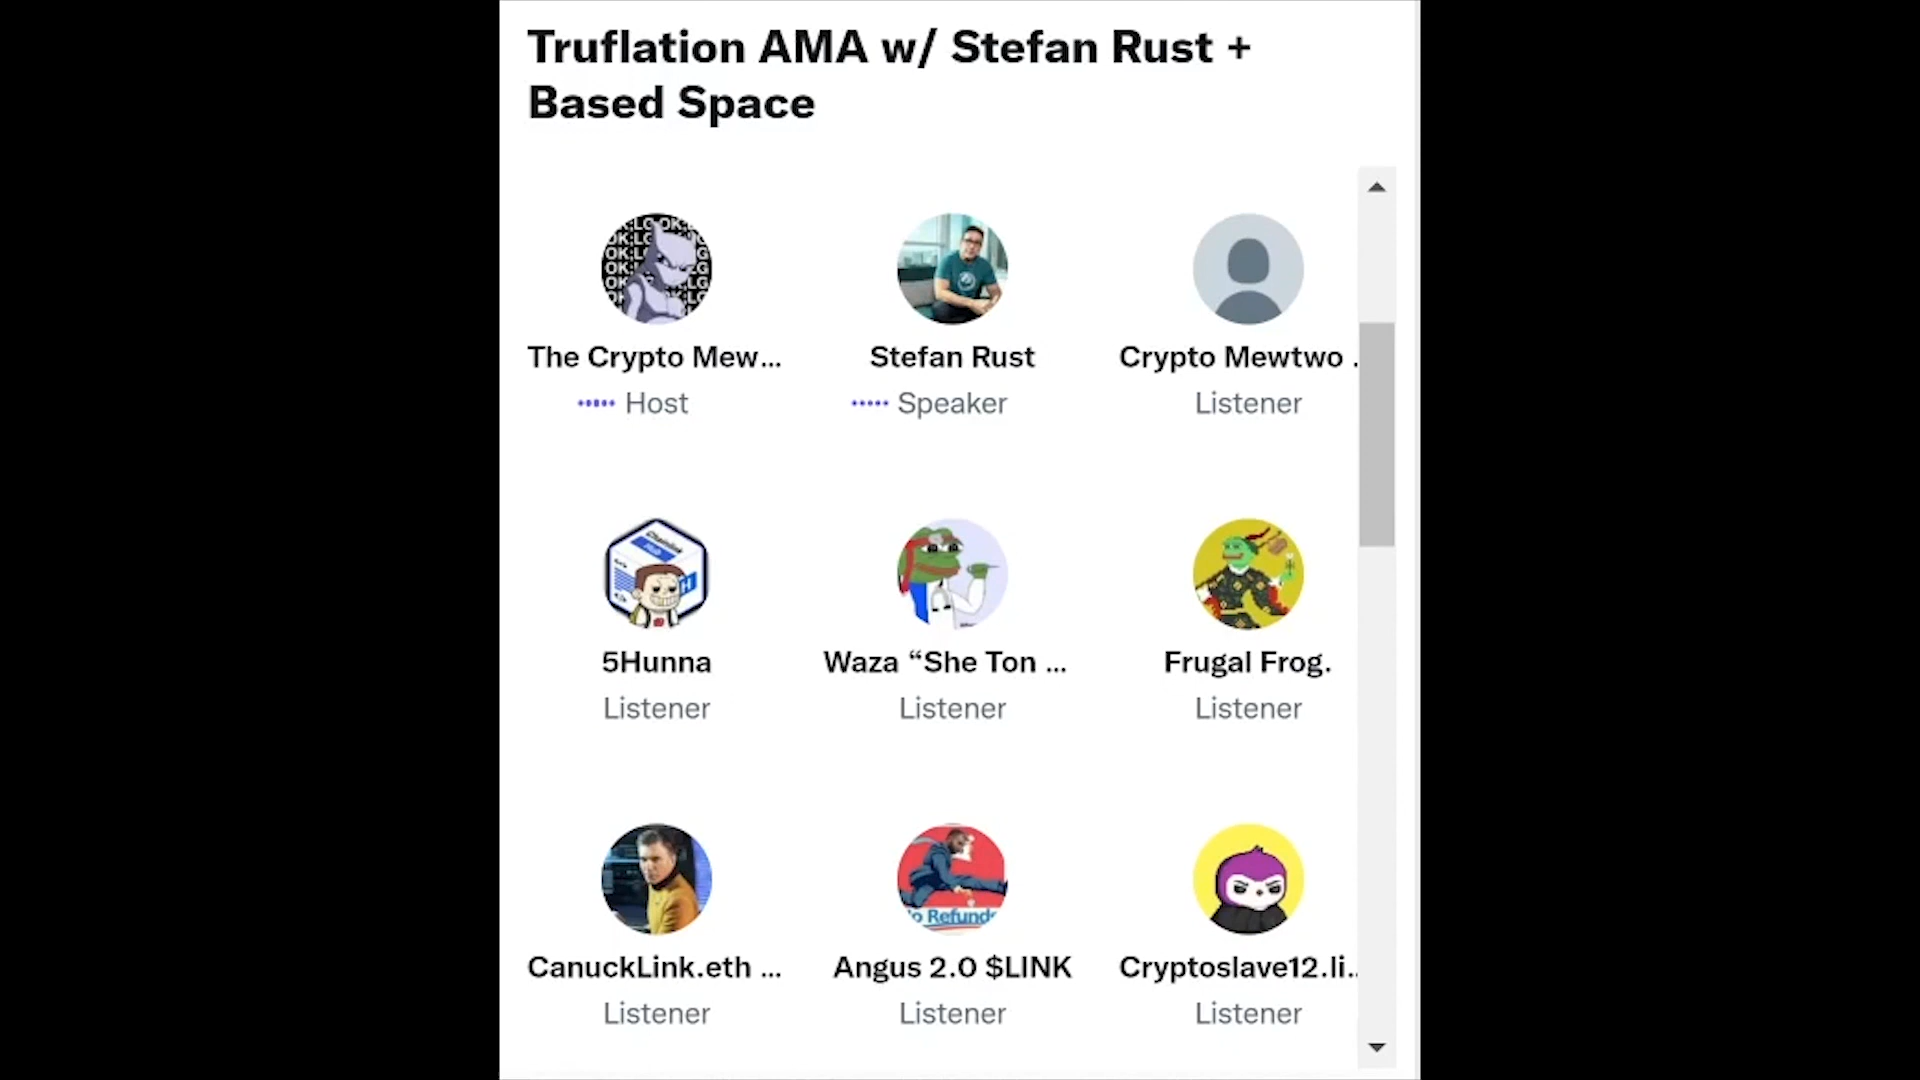 Truflation AMA w/ Stefan Rust +
Based Space
The Crypto Mew...
Host
Stefan Rust
Speaker
Crypto Mewtwo .
Listener
5Hunna
Listener
Waza “She Ton ...
Listener
Frugal Frog.
Listener
CanuckLink.eth ...
Listener
o Refunds
Angus 2.0 $LINK
Listener
Cryptoslave12.li..
Listener